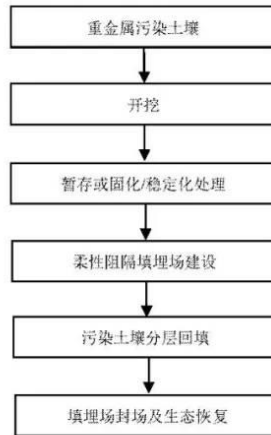 重金属污染土壤
开挖
暂存或固化/稳定化处理
柔性阻隔填埋场建设
污染土壤分层回填
填埋场封场及生态恢复